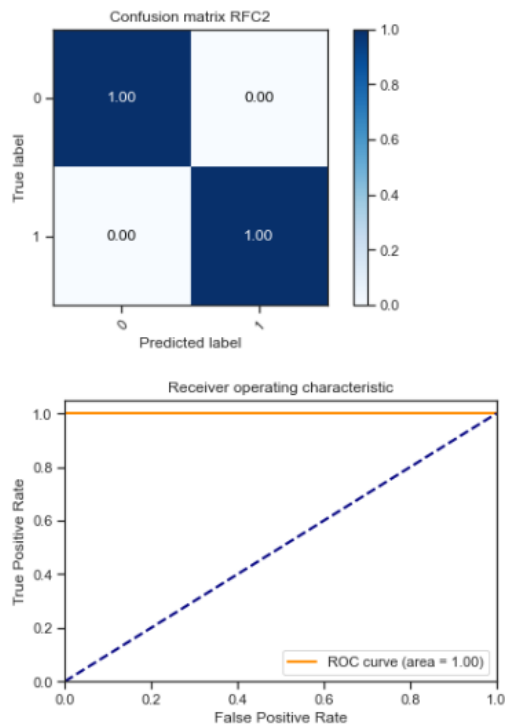 Confusion matrix RFC2
1.0
0.8
0.6
0.4
0.2
0.0
True label
0
1.00 0.00
1
0.00 1.00
0 1
Predicted label
Receiver operating characteristic
True Positive Rate
1.0
0.8
0.6
0.4
0.2
0.0
ROC curve (area = 1.00)
0.0 0.2 0.4 0.6 0.8 1.0
False Positive Rate